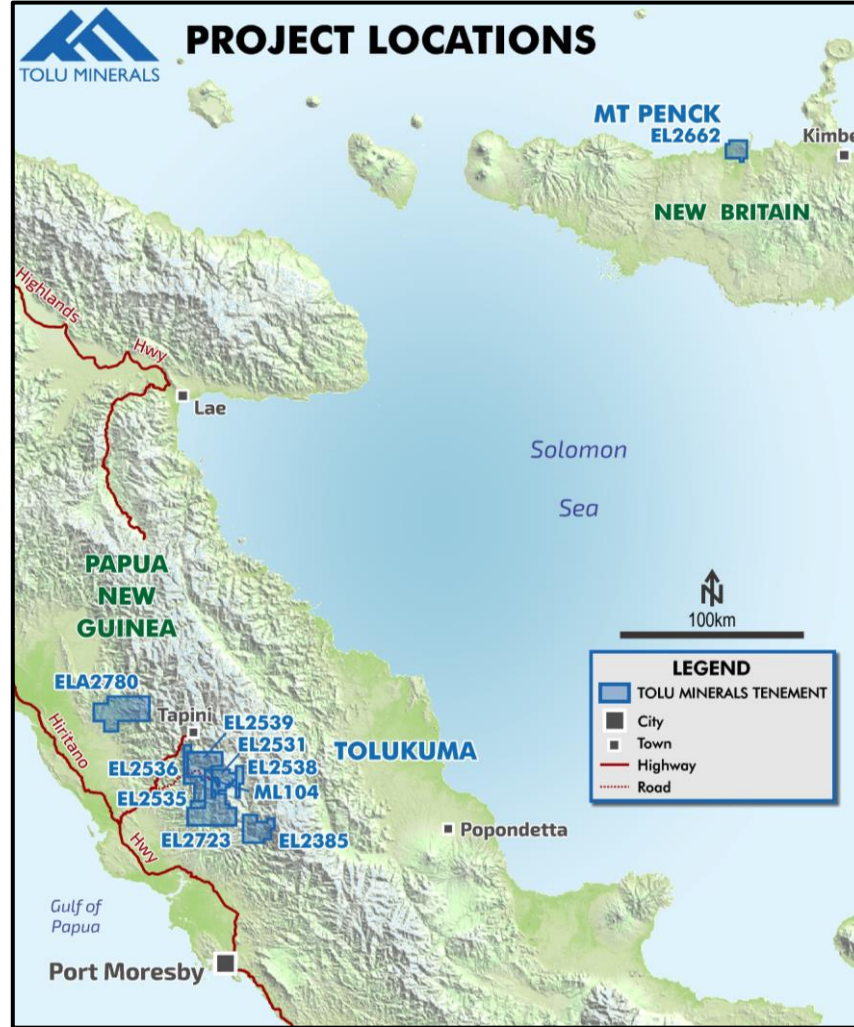 TOLU MINERALS
PROJECT LOCATIONS
MT PENCK
EL2662
Kimbe
NEW BRITAIN
Highlands
Hwy
Lae
Solomon
Sea
PAPUA
NEW
GUINEA
N
100km
LEGEND
TOLU MINERALS TENEMENT
City
Town
Highway
Road
ELA2780
Tapini
EL2539
EL2531
TOLUKUMA
EL2536
EL2538
EL2535
ML104
EL2723
EL2385
Hiritano
Hwy
Popondetta
Gulf of
Papua
Port Moresby